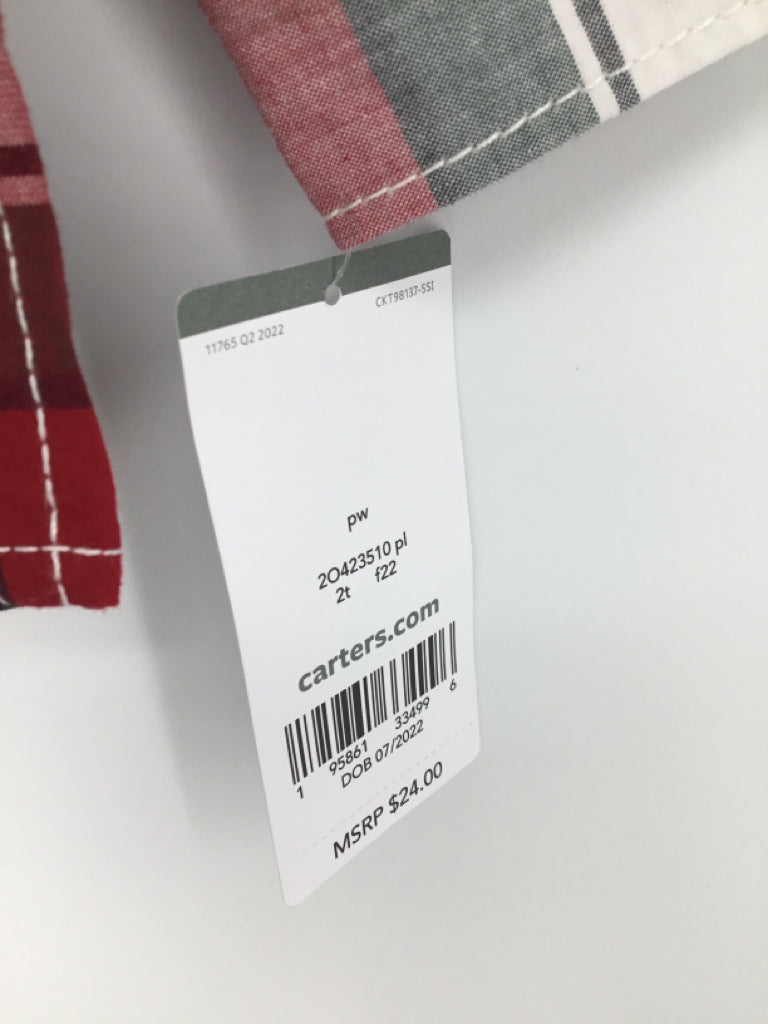 11765 Q2 2022
CKT98137-SSI
pw
2O423510 pl
2t f22
carters.com
1 95861 33499 6
DOB 07/2022
MSRP $24.00